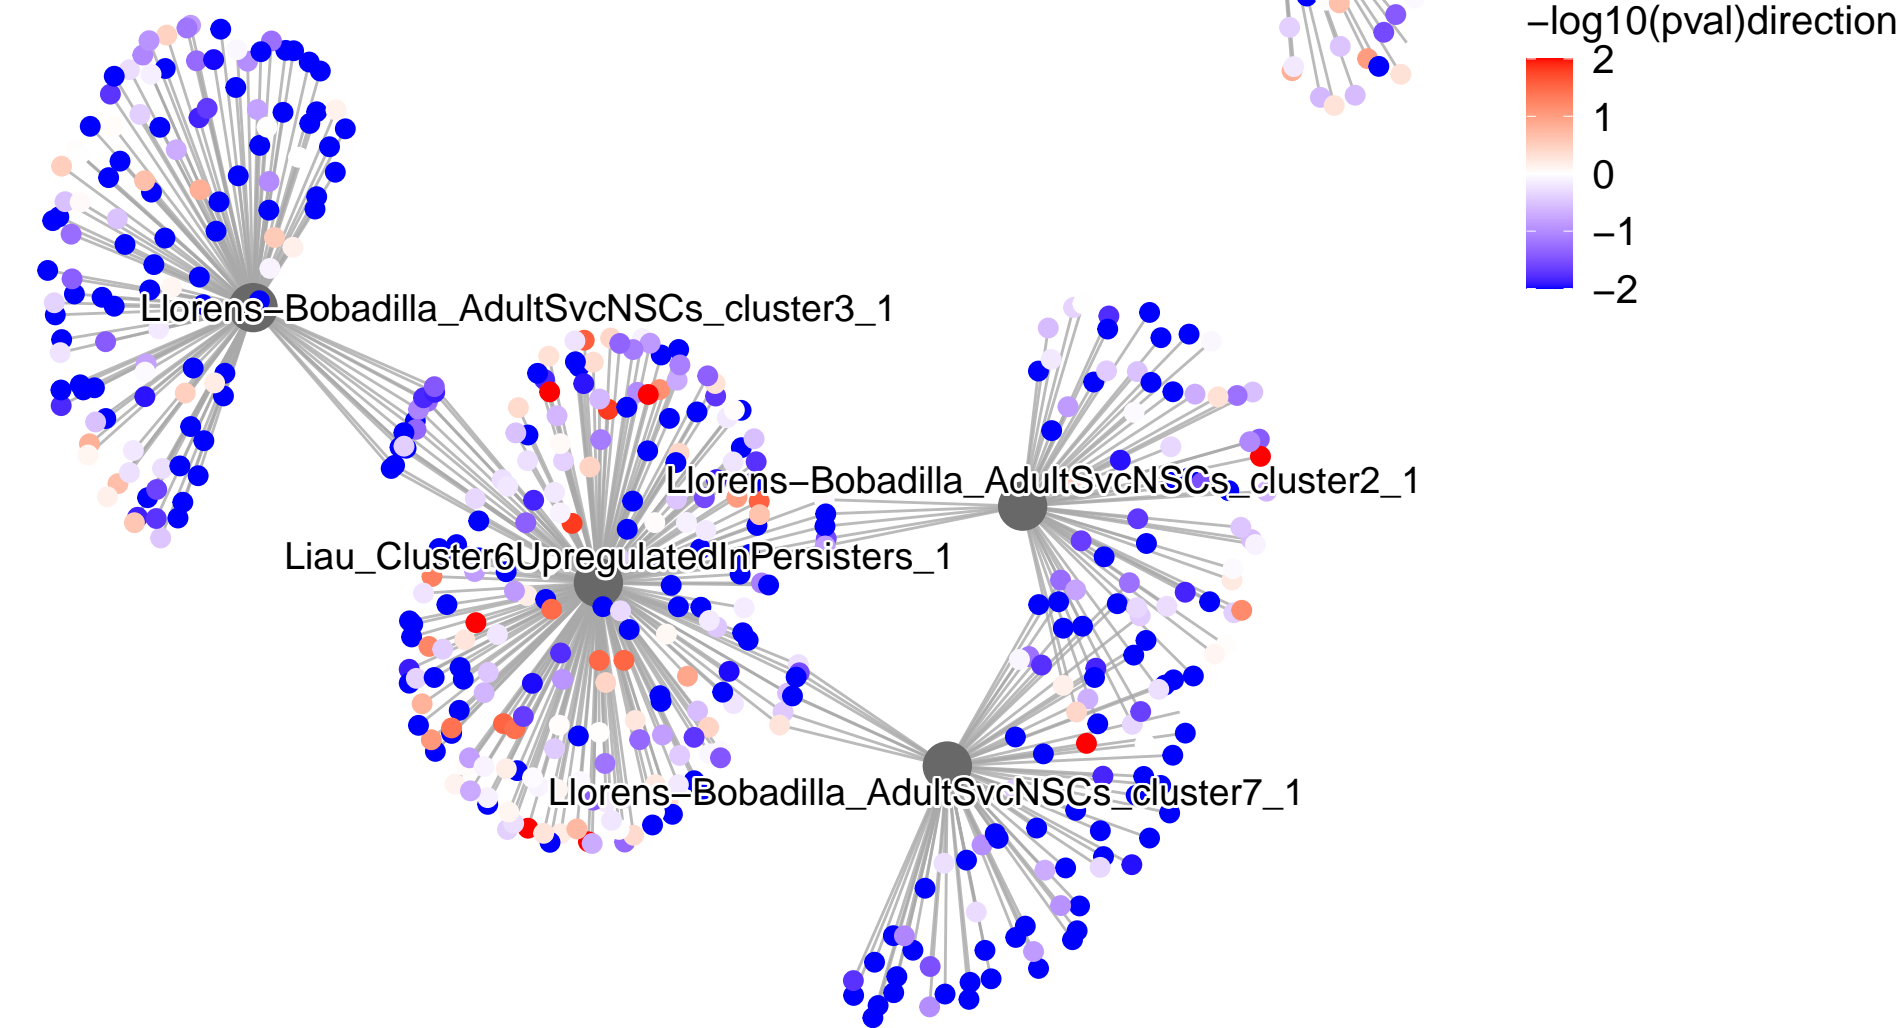 −log10(pval)direction
2
1
0
−1
−2
Llorens−Bobadilla_AdultSvcNSCs_cluster3_1
Llorens−Bobadilla_AdultSvcNSCs_cluster2_1
Liau_Cluster6UpregulatedInPersisters_1
Llorens−Bobadilla_AdultSvcNSCs_cluster7_1